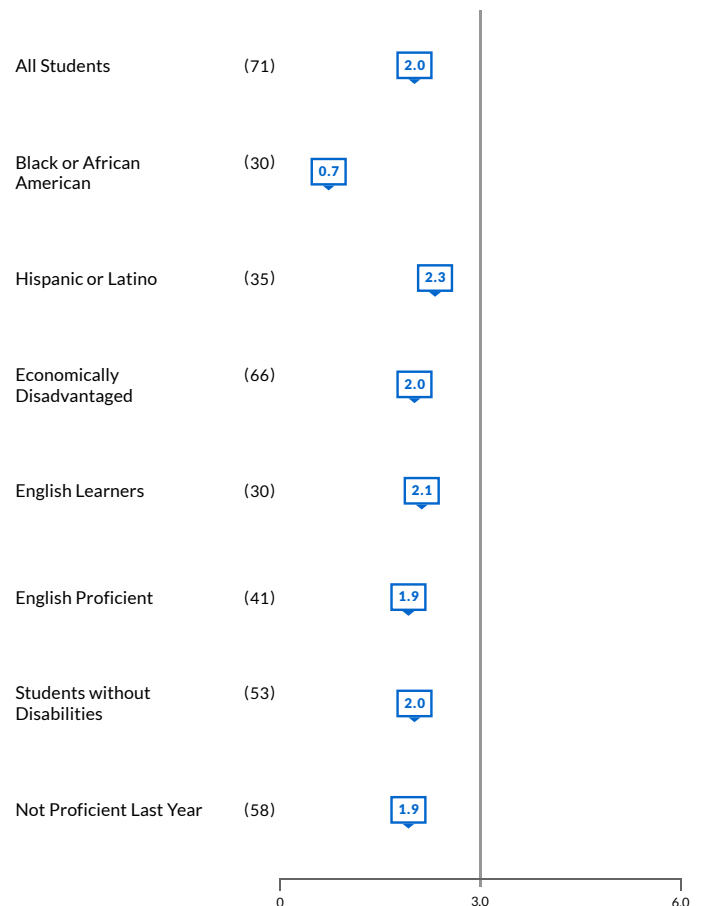 All Students (71) 2.0
Black or African (30) 0.7
American
Hispanic or Latino (35) 2.3
Economically (66) 2.0
Disadvantaged
English Learners (30) 2.1
English Proficient (41) 1.9
Students without (53) 2.0
Disabilities
Not Proficient Last Year (58) 1.9
0 3.0 6.0